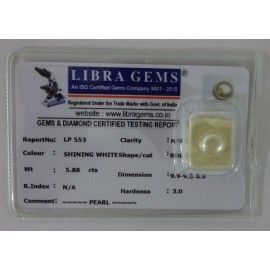 LIBRA GEMS
An ISO Certified Gems Company 9001 - 2015
Registered Under the Trade Marks with Govt. of India
website : www.libragems.co.in
GEMS & DIAMOND CERTIFIED TESTING REPORT
ReportNo: LP 553 Clarity:
Colour : SHINING WHITE Shape/cut
Wt : 5.88 cts Dimension :
R.Index : N/A Hardness : 3.0
Comment: PEARL